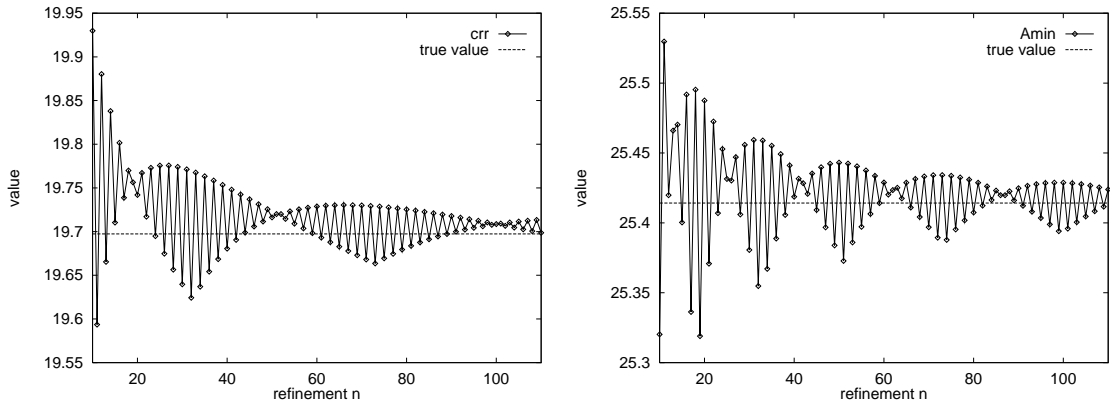 19.95
19.9
19.85
19.8
19.75
19.7
19.65
19.6
19.55
20 40 60 80 100
value
refinement n
crr
true value
25.55
25.5
25.45
25.4
25.35
25.3
20 40 60 80 100
value
refinement n
Amin
true value